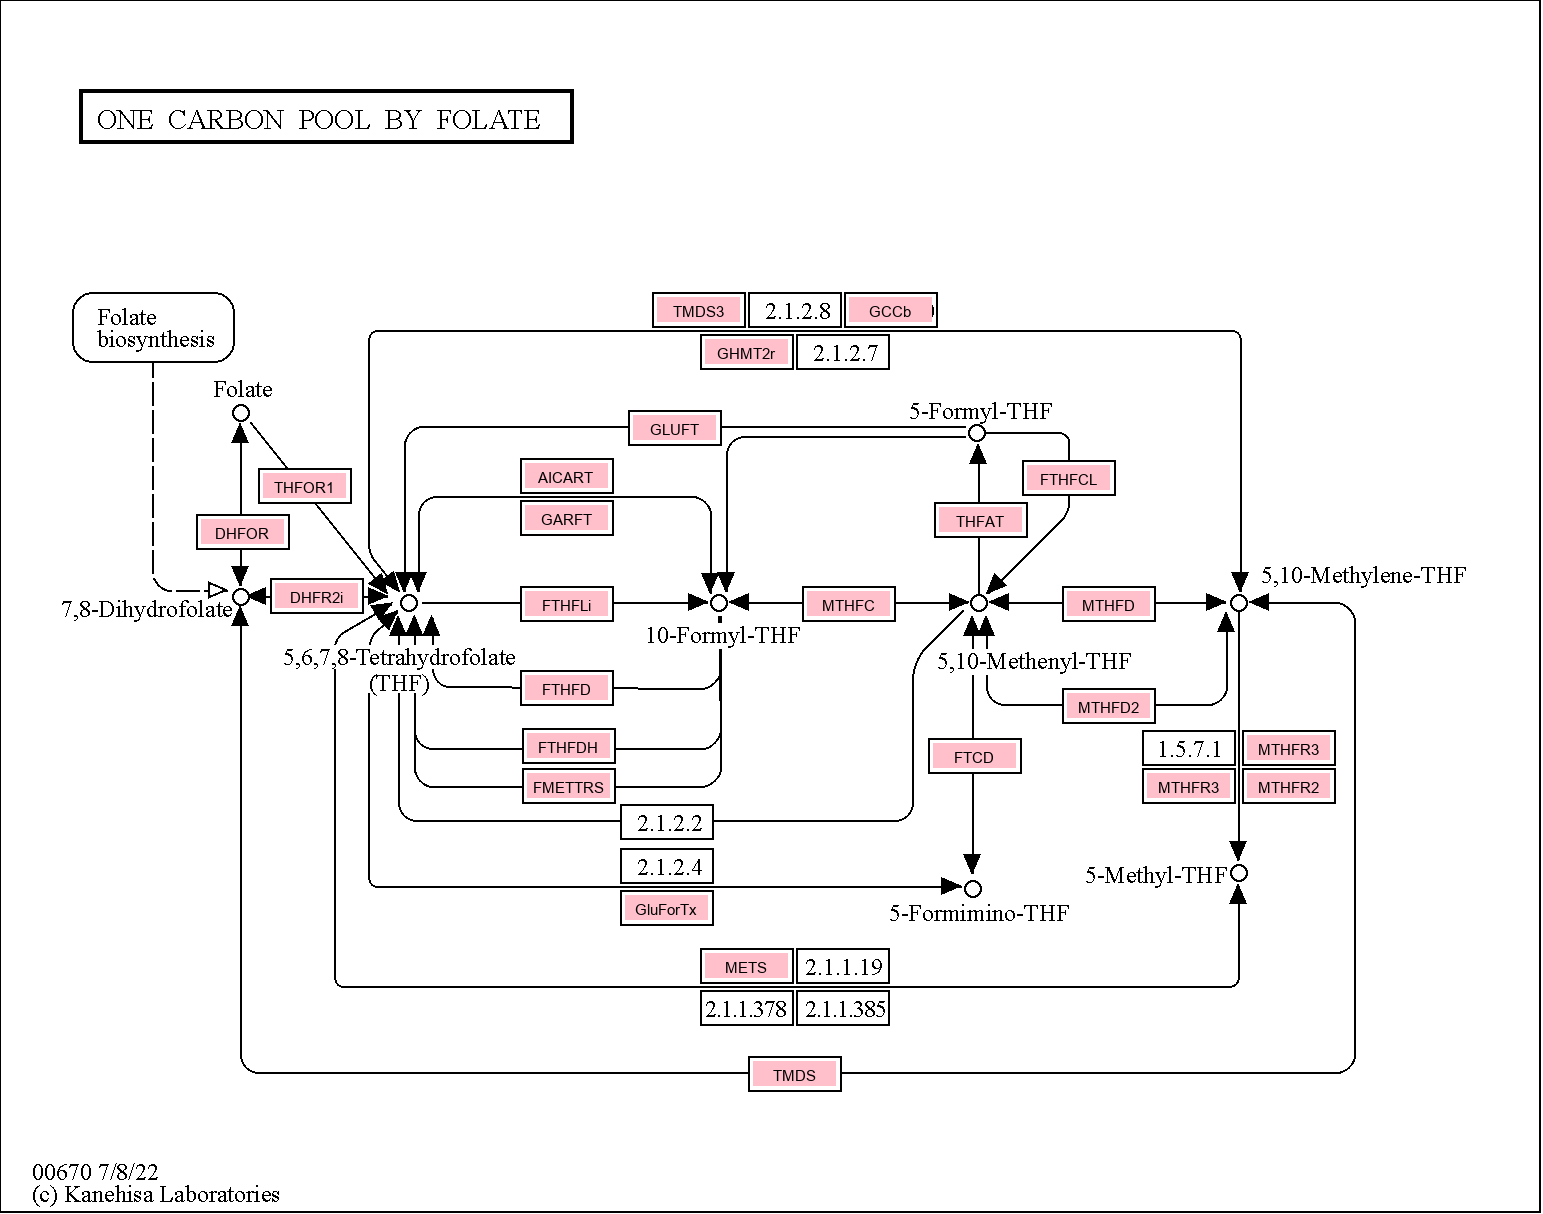 ONE CARBON POOL BY FOLATE
TMDS3
2.1.2.8
GCCb
Folate
biosynthesis
GHMT2r
2.1.2.7
Folate
5-Formyl-THF
GLUFT
AICART
FTHFCL
THFOR1
GARFT
THFAT
DHFOR
5,10-Methylene-THF
DHFR2i
7,8-Dihydrofolate
FTHFLi
MTHFC
MTHFD
10-Formyl-THF
5,6,7,8-Tetrahydrofolate
(THF)
5,10-Methenyl-THF
FTHFD
MTHFD2
FTHFDH
FTCD
1.5.7.1
MTHFR3
FMETTRS
MTHFR3
MTHFR2
2.1.2.2
2.1.2.4
5-Methyl-THF
GluForTx
5-Formimino-THF
METS
2.1.1.19
2.1.1.378
2.1.1.385
TMDS
00670 7/8/22
(c) Kanehisa Laboratories